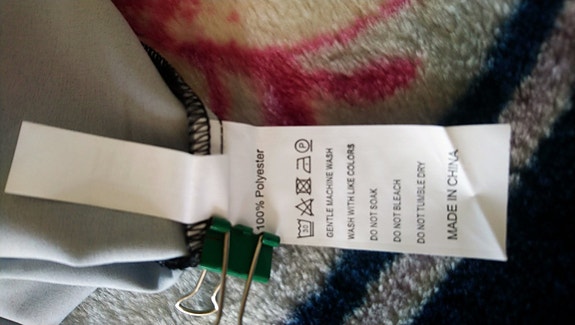 100% Polyester
30 P
GENTLE MACHINE WASH
WASH WITH LIKE COLORS
DO NOT SOAK
DO NOT BLEACH
DO NOT TUMBLE DRY
MADE IN CHINA